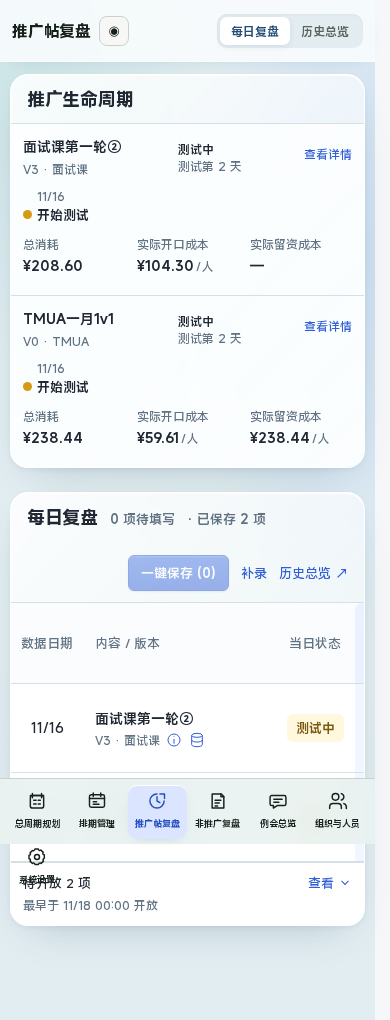 推广帖复盘
每日复盘 历史总览
推广生命周期
面试课第一轮② 测试中 查看详情
V3 · 面试课 测试第 2 天
11/16
开始测试
总消耗 实际开口成本 实际留资成本
¥208.60 ¥104.30/人 —
TMUA一月1v1 测试中 查看详情
V0 · TMUA 测试第 2 天
11/16
开始测试
总消耗 实际开口成本 实际留资成本
¥238.44 ¥59.61/人 ¥238.44/人
每日复盘 0 项待填写 · 已保存 2 项
一键保存 (0) 补录 历史总览 ↗
数据日期 内容 / 版本 当日状态
11/16 面试课第一轮② 测试中
V3 · 面试课
总周期规划 排期管理 推广帖复盘 非推广复盘 例会总览 组织与人员
待开放 2 项 查看
最早于 11/18 00:00 开放